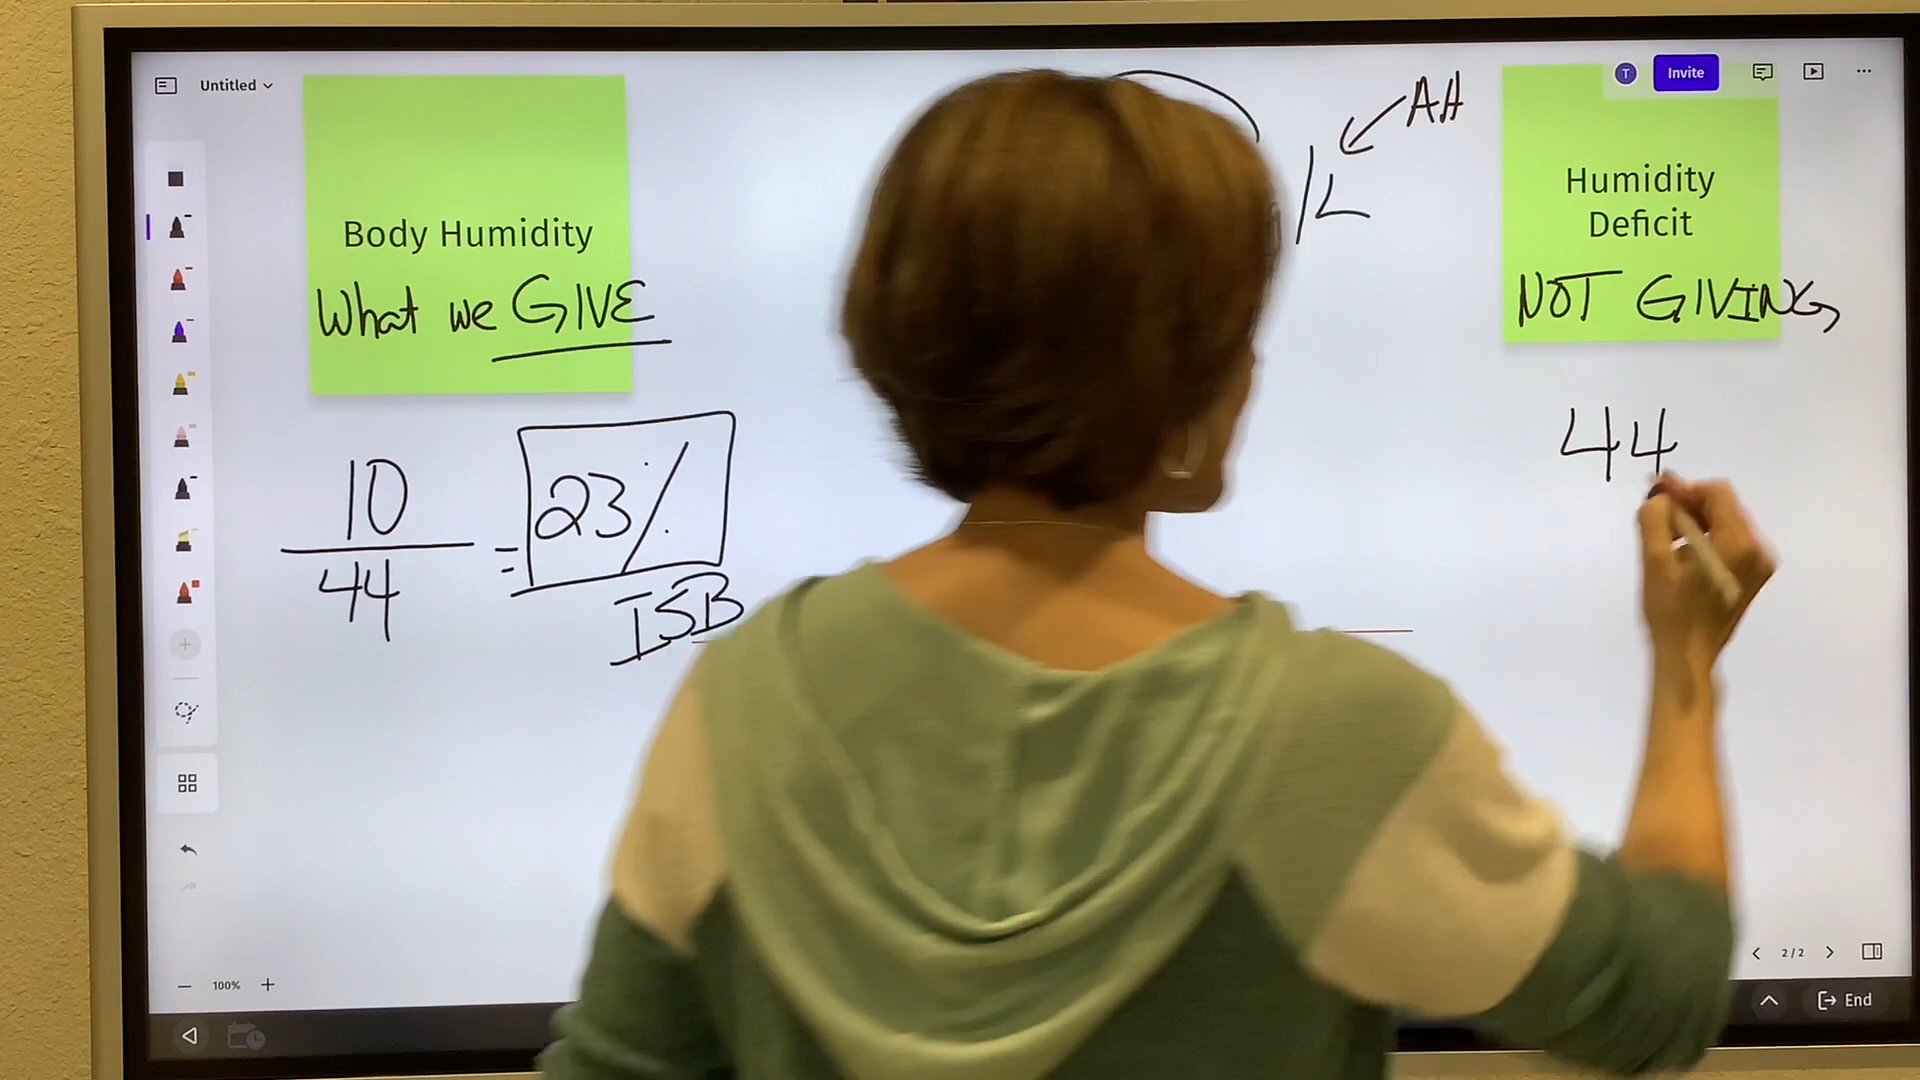 Untitled
T
Invite
Body Humidity
What we GIVE
10
44
= 23%
ISB
/L
AH
Humidity
Deficit
NOT GIVING
44
100%
2/2
End